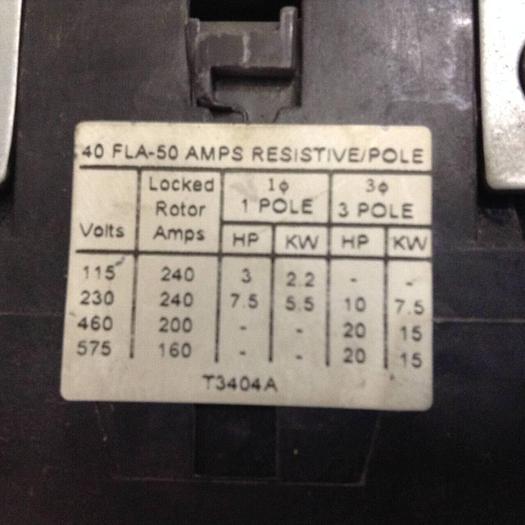 40 FLA-50 AMPS RESISTIVE/POLE
Volts Locked Rotor Amps 1ϕ 1 POLE 3ϕ 3 POLE
HP KW HP KW
115 240 3 2.2 - -
230 240 7.5 5.5 10 7.5
460 200 - - 20 15
575 160 - - 20 15
T3404A